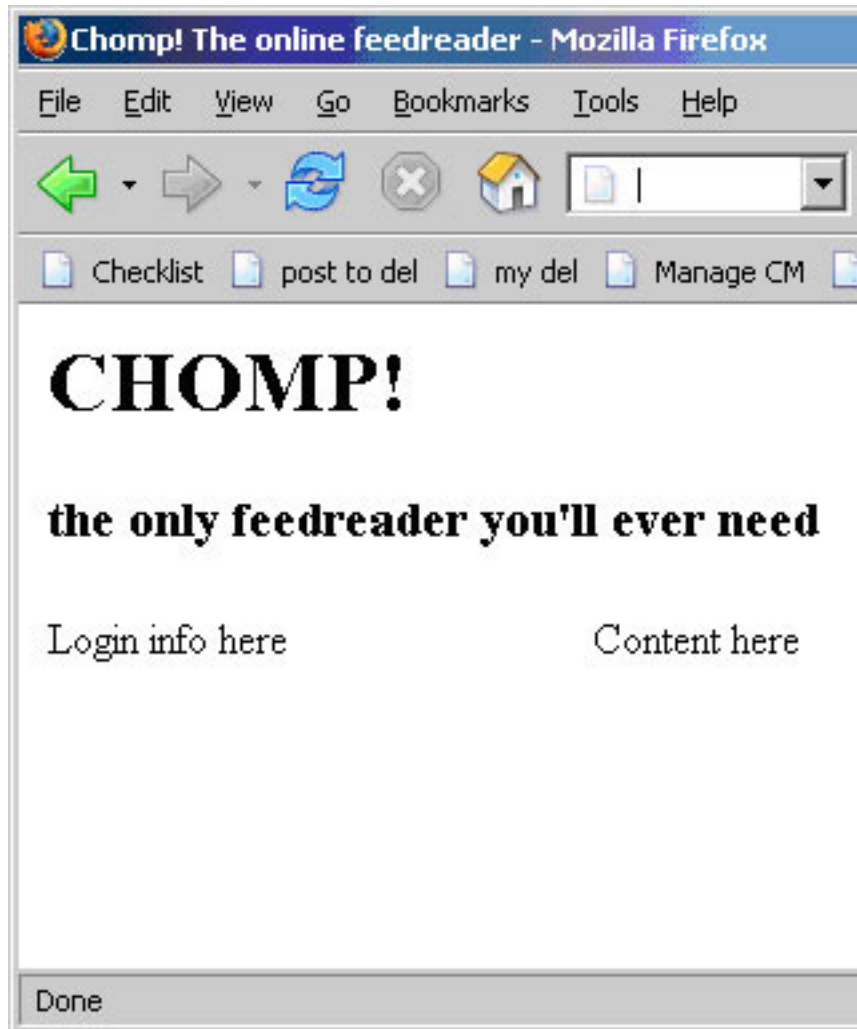 Chomp! The online feedreader - Mozilla Firefox
File Edit View Go Bookmarks Tools Help
Checklist post to del my del Manage CM
CHOMP!
the only feedreader you'll ever need
Login info here Content here
Done